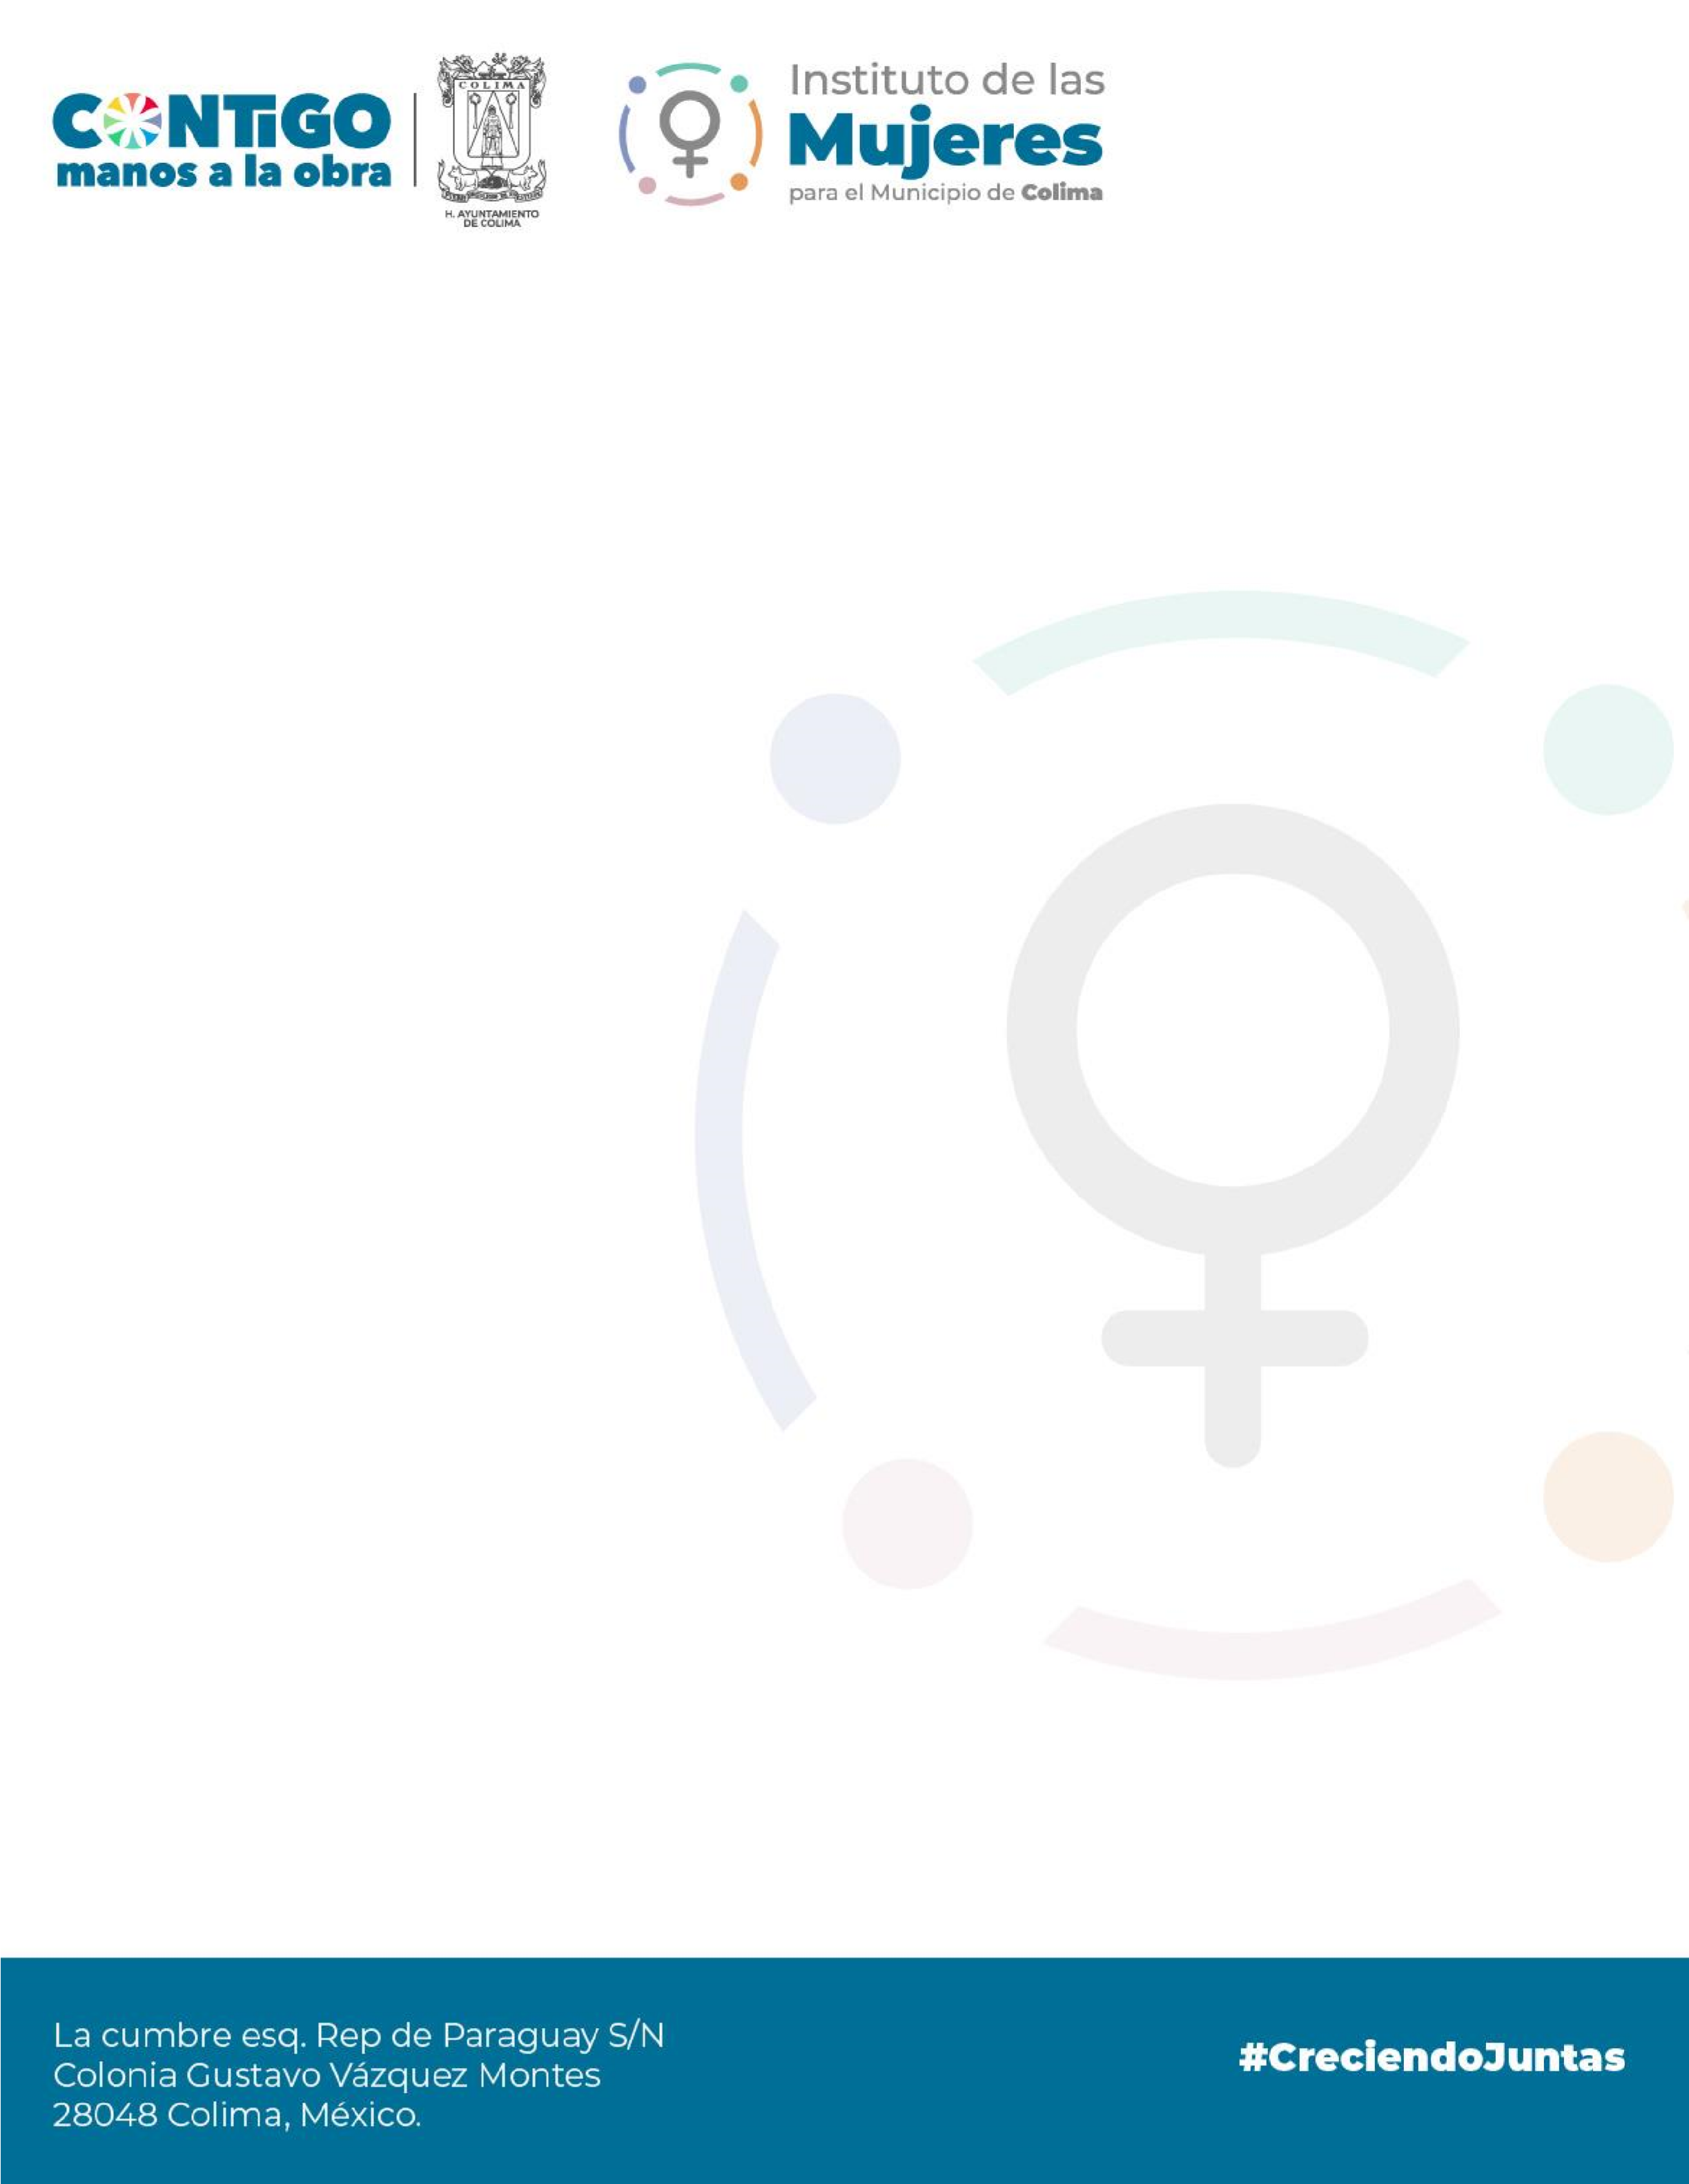 CONTiGO
manos a la obra
COLIMA
H. AYUNTAMIENTO
DE COLIMA
Instituto de las
Mujeres
para el Municipio de Colima
La cumbre esq. Rep de Paraguay S/N
Colonia Gustavo Vázquez Montes
28048 Colima, México.
#CreciendoJuntas